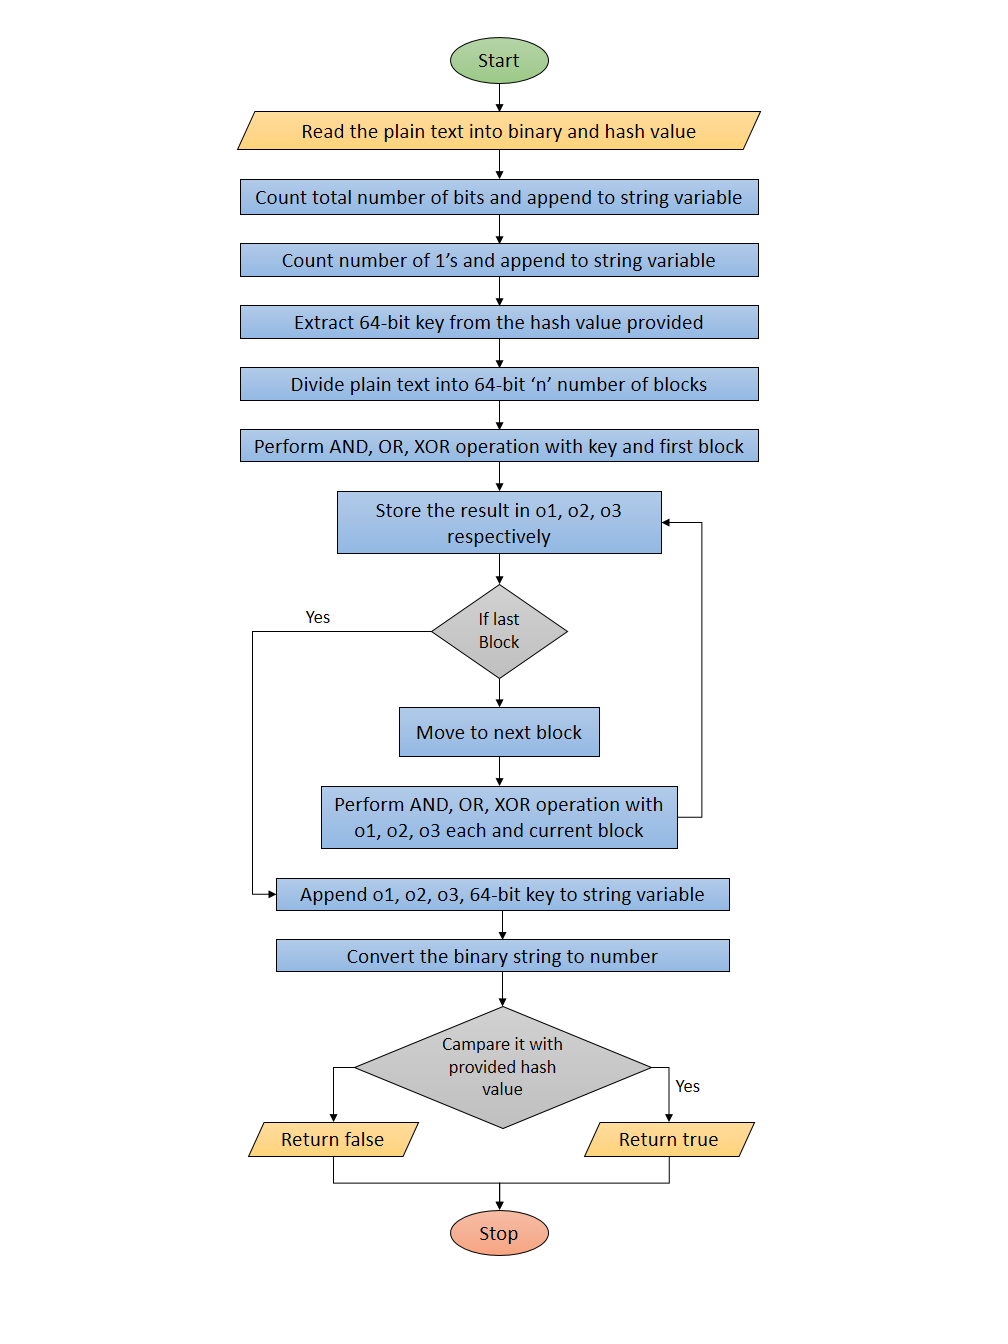 Start
Read the plain text into binary and hash value
Count total number of bits and append to string variable
Count number of 1’s and append to string variable
Extract 64-bit key from the hash value provided
Divide plain text into 64-bit ‘n’ number of blocks
Perform AND, OR, XOR operation with key and first block
Store the result in o1, o2, o3
respectively
Yes
If last
Block
Move to next block
Perform AND, OR, XOR operation with
o1, o2, o3 each and current block
Append o1, o2, o3, 64-bit key to string variable
Convert the binary string to number
Campare it with
provided hash
value
Yes
Return false
Return true
Stop